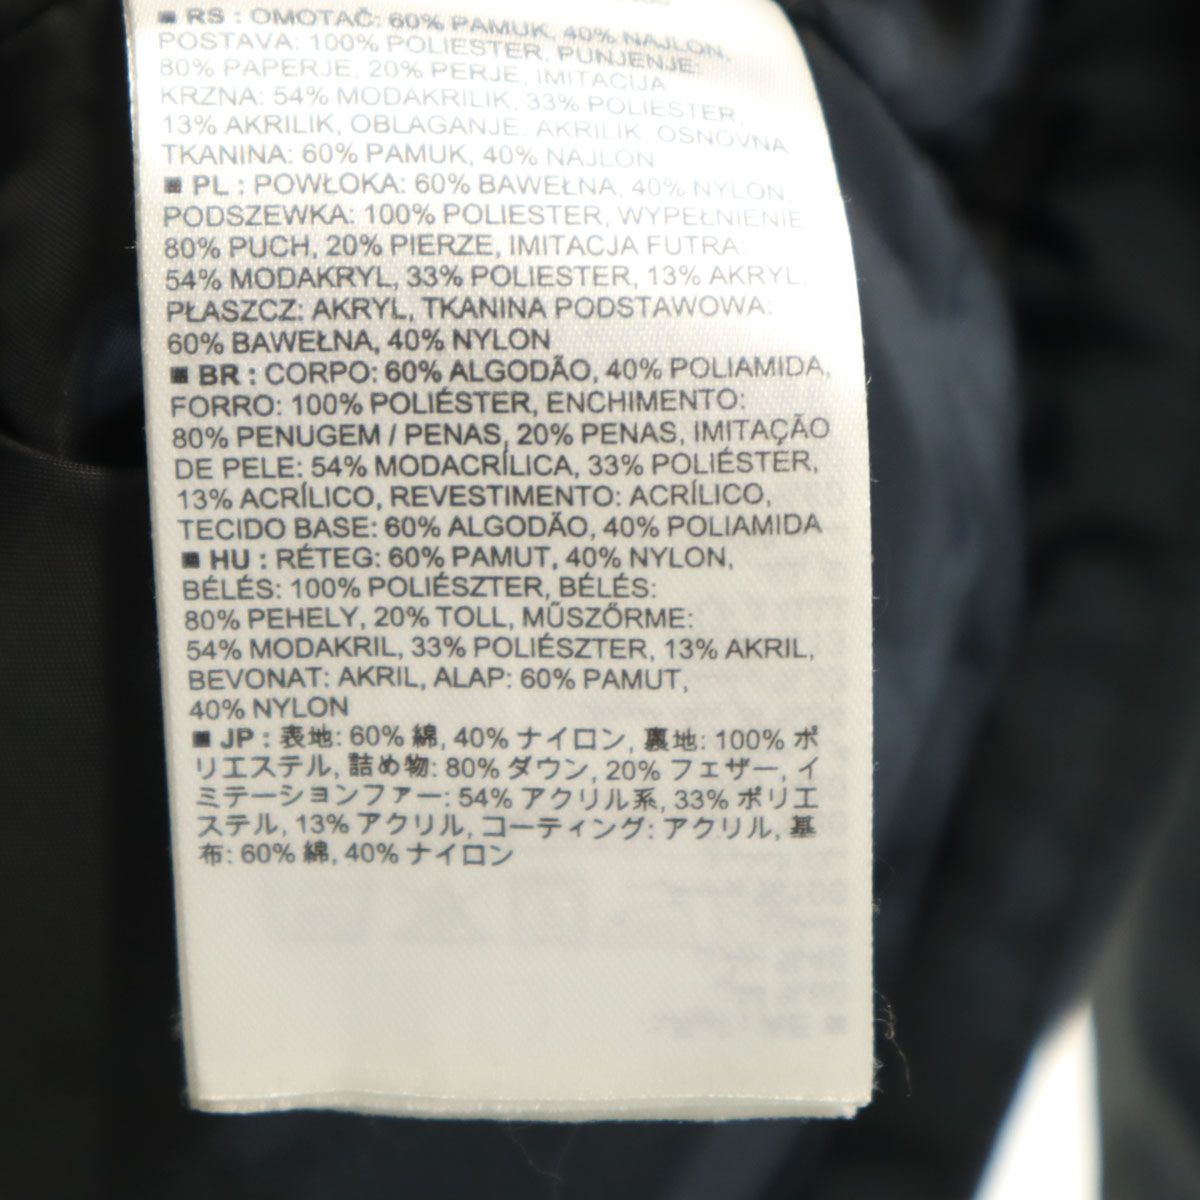 ■ RS : OMOTAČ: 60% PAMUK, 40% NAJLON,
POSTAVA: 100% POLIESTER, PUNJENJE:
80% PAPERJE, 20% PERJE, IMITACIJA
KRZNA: 54% MODAKRILIK, 33% POLIESTER,
13% AKRILIK, OBLAGANJE: AKRILIK, OSNOVNA
TKANINA: 60% PAMUK, 40% NAJLON
■ PL : POWŁOKA: 60% BAWEŁNA, 40% NYLON,
PODSZEWKA: 100% POLIESTER, WYPEŁNIENIE
80% PUCH, 20% PIERZE, IMITACJA FUTRA:
54% MODAKRYL, 33% POLIESTER, 13% AKRYL,
PŁASZCZ: AKRYL, TKANINA PODSTAWOWA:
60% BAWEŁNA, 40% NYLON
■ BR : CORPO: 60% ALGODÃO, 40% POLIAMIDA,
FORRO: 100% POLIÉSTER, ENCHIMENTO:
80% PENUGEM / PENAS, 20% PENAS, IMITAÇÃO
DE PELE: 54% MODACRÍLICA, 33% POLIÉSTER,
13% ACRÍLICO, REVESTIMENTO: ACRÍLICO,
TECIDO BASE: 60% ALGODÃO, 40% POLIAMIDA
■ HU : RÉTEG: 60% PAMUT, 40% NYLON,
BÉLÉS: 100% POLIÉSZTER, BÉLÉS:
80% PEHELY, 20% TOLL, MŰSZŐRME:
54% MODAKRIL, 33% POLIÉSZTER, 13% AKRIL,
BEVONAT: AKRIL, ALAP: 60% PAMUT,
40% NYLON
■ JP : 表地: 60% 綿, 40% ナイロン, 裏地: 100% ポ
リエステル, 詰め物: 80% ダウン, 20% フェザー, イ
ミテーションファー: 54% アクリル系, 33% ポリエ
ステル, 13% アクリル, コーティング: アクリル, 基
布: 60% 綿, 40% ナイロン